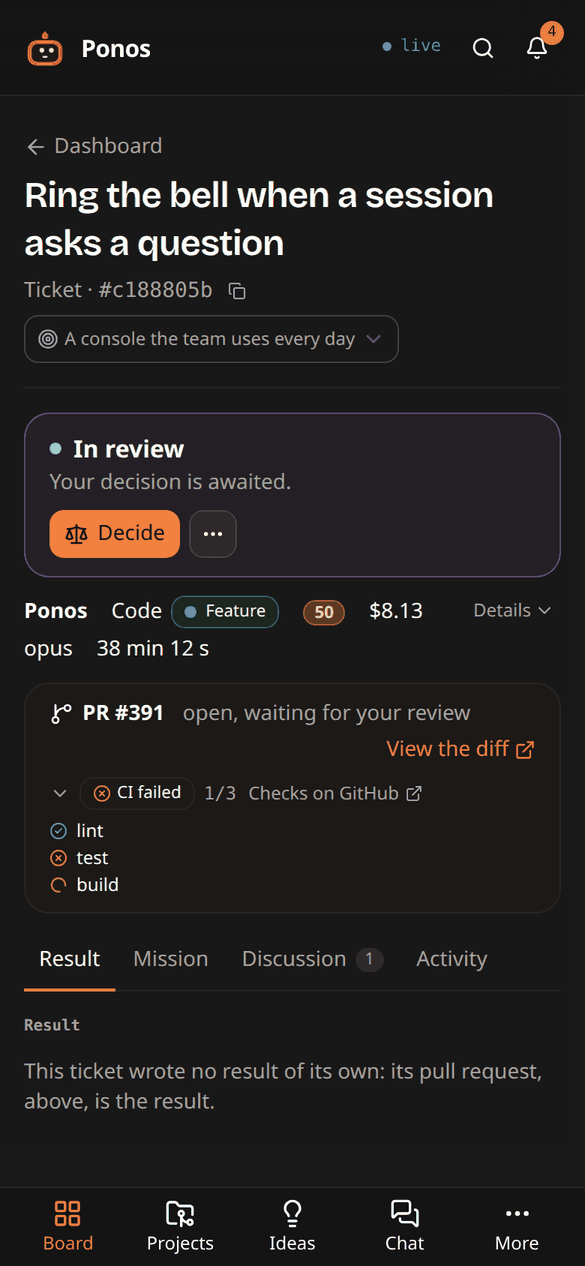 Ponos
live
4
Dashboard
Ring the bell when a session
asks a question
Ticket · #c188805b
A console the team uses every day
In review
Your decision is awaited.
Decide
Ponos Code Feature 50 $8.13 Details
opus 38 min 12 s
PR #391 open, waiting for your review
View the diff
CI failed 1/3 Checks on GitHub
lint
test
build
Result Mission Discussion 1 Activity
Result
This ticket wrote no result of its own: its pull request,
above, is the result.
Board Projects Ideas Chat More